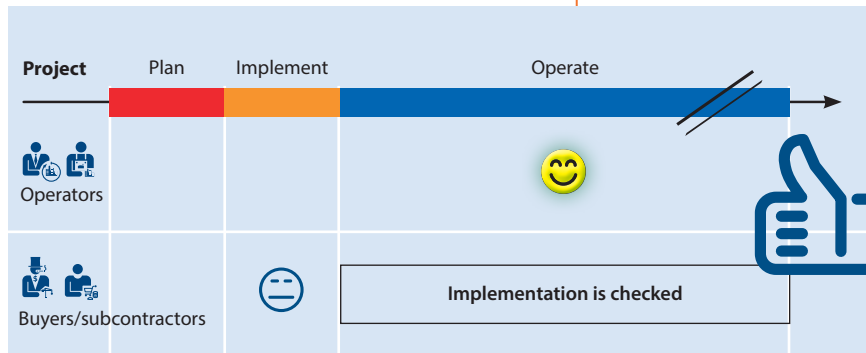 Project Plan Implement Operate
Operators
Buyers/subcontractors
Implementation is checked